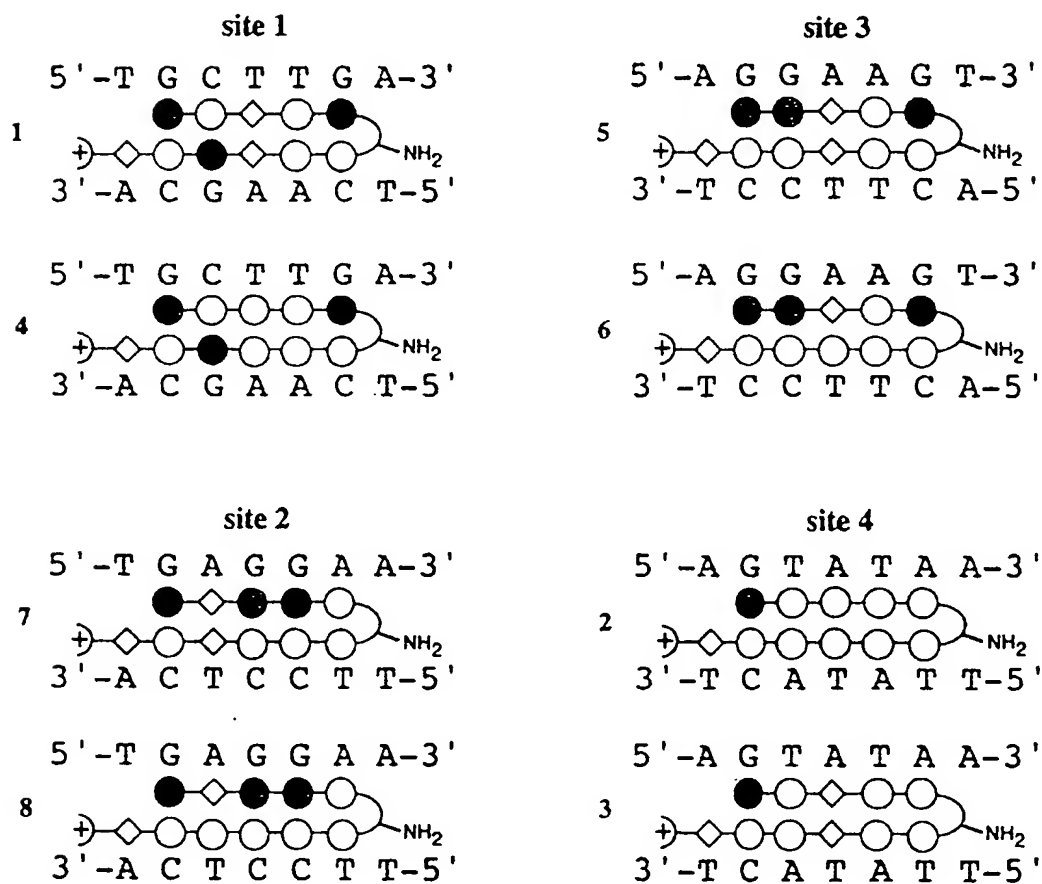 site 1
5'-T G C T T G A-3'
1
+ NH2
3'-A C G A A C T-5'
5'-T G C T T G A-3'
4
+ NH2
3'-A C G A A C T-5'
site 3
5'-A G G A A G T-3'
5
+ NH2
3'-T C C T T C A-5'
5'-A G G A A G T-3'
6
+ NH2
3'-T C C T T C A-5'
site 2
5'-T G A G G A A-3'
7
+ NH2
3'-A C T C C T T-5'
5'-T G A G G A A-3'
8
+ NH2
3'-A C T C C T T-5'
site 4
5'-A G T A T A A-3'
2
+ NH2
3'-T C A T A T T-5'
5'-A G T A T A A-3'
3
+ NH2
3'-T C A T A T T-5'